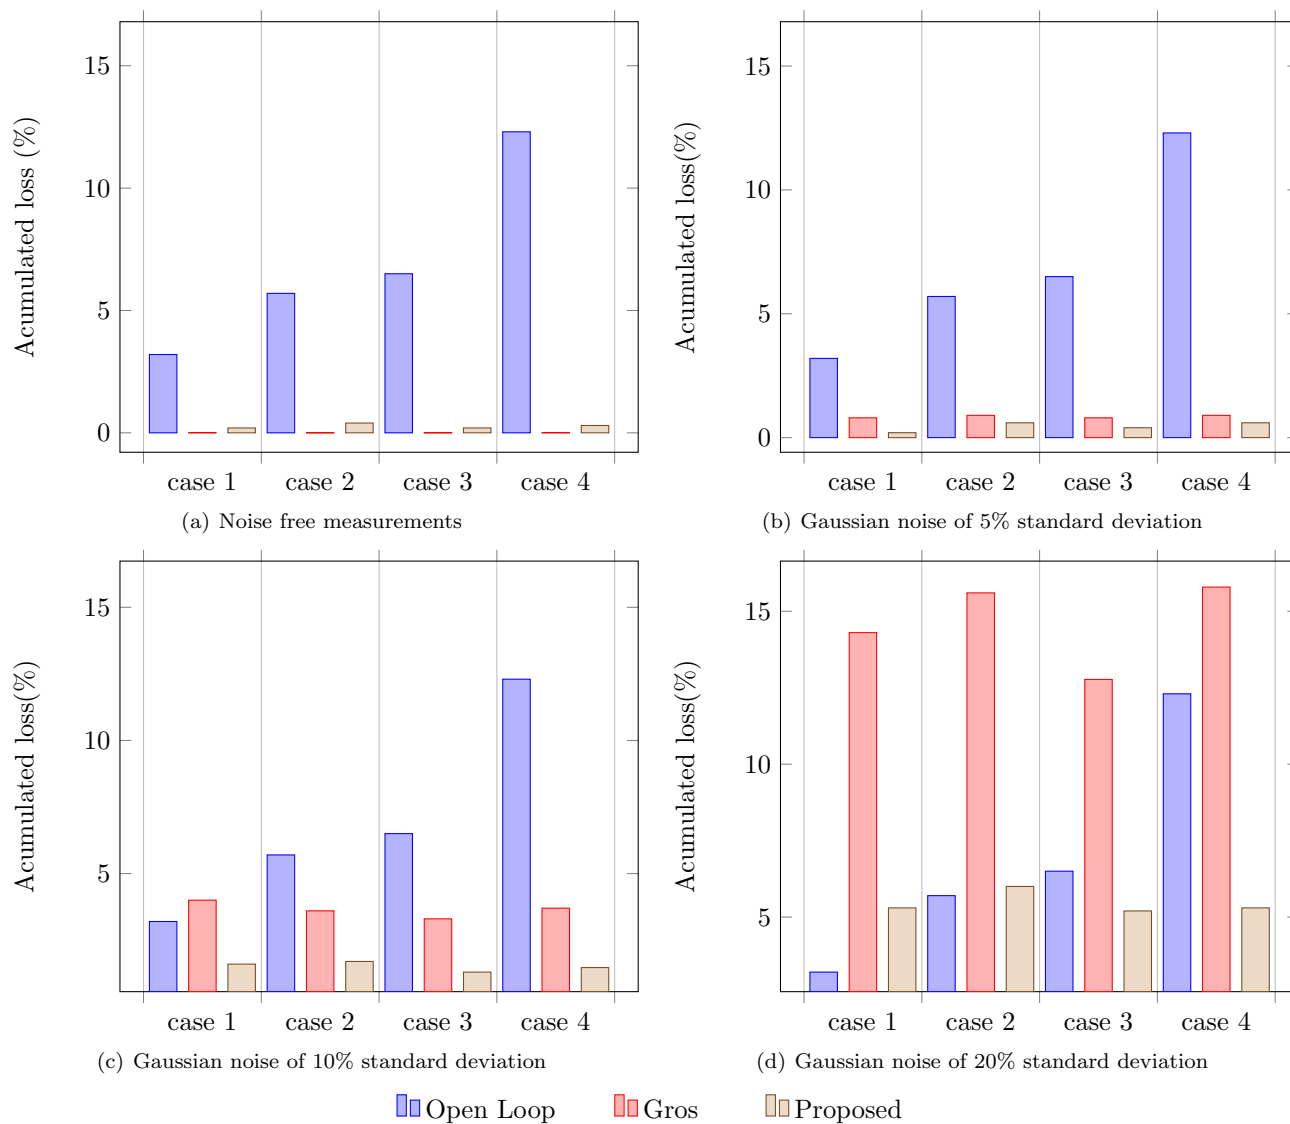 Acumulated loss (%)
15
10
5
0
case 1 case 2 case 3 case 4
(a) Noise free measurements
Acumulated loss(%)
15
10
5
0
case 1 case 2 case 3 case 4
(b) Gaussian noise of 5% standard deviation
Acumulated loss(%)
15
10
5
case 1 case 2 case 3 case 4
(c) Gaussian noise of 10% standard deviation
Acumulated loss(%)
15
10
5
case 1 case 2 case 3 case 4
(d) Gaussian noise of 20% standard deviation
Open Loop Gros Proposed